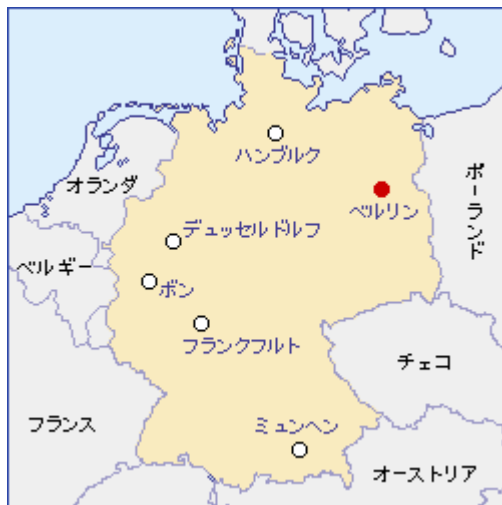 ハンブルク
オランダ
ポーランド
ベルリン
デュッセルドルフ
ベルギー
ボン
フランクフルト
チェコ
フランス
ミュンヘン
オーストリア